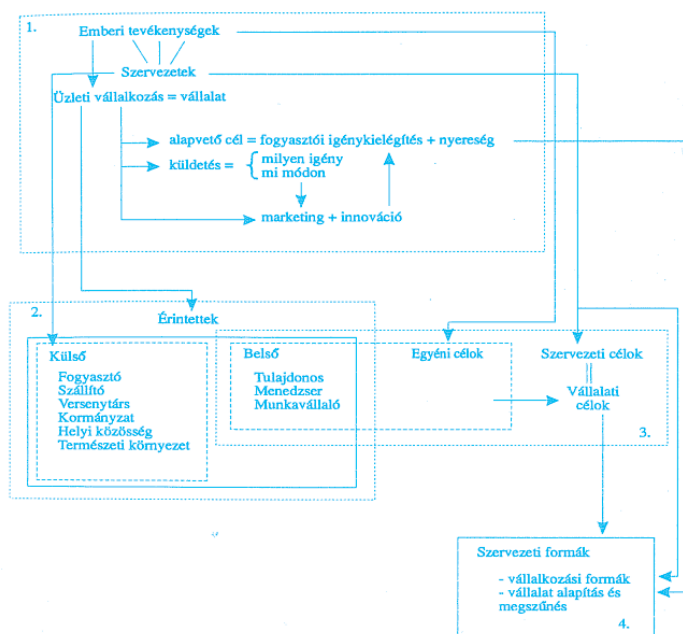 1.
Emberi tevékenységek
Szervezetek
Üzleti vállalkozás = vállalat
alapvető cél = fogyasztói igénykielégítés + nyereség
küldetés = { milyen igény
mi módon
marketing + innováció
2.
Érintettek
Külső
Fogyasztó
Szállító
Versenytárs
Kormányzat
Helyi közösség
Természeti környezet
Belső
Tulajdonos
Menedzser
Munkavállaló
Egyéni célok
Szervezeti célok
Vállalati
célok
3.
Szervezeti formák
- vállalkozási formák
- vállalat alapítás és
megszűnés
4.